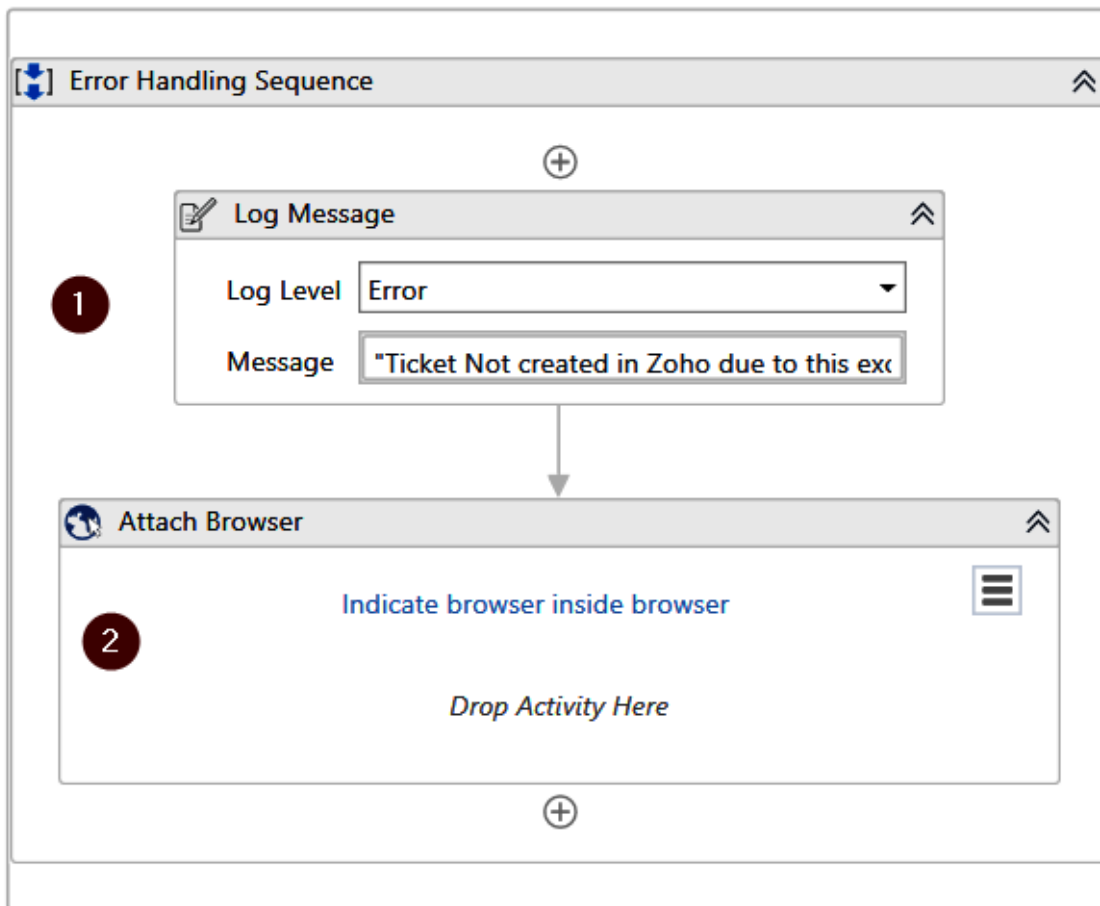 Error Handling Sequence
Log Message
1
Log Level Error
Message "Ticket Not created in Zoho due to this
Attach Browser
Indicate browser inside browser
2
Drop Activity Here